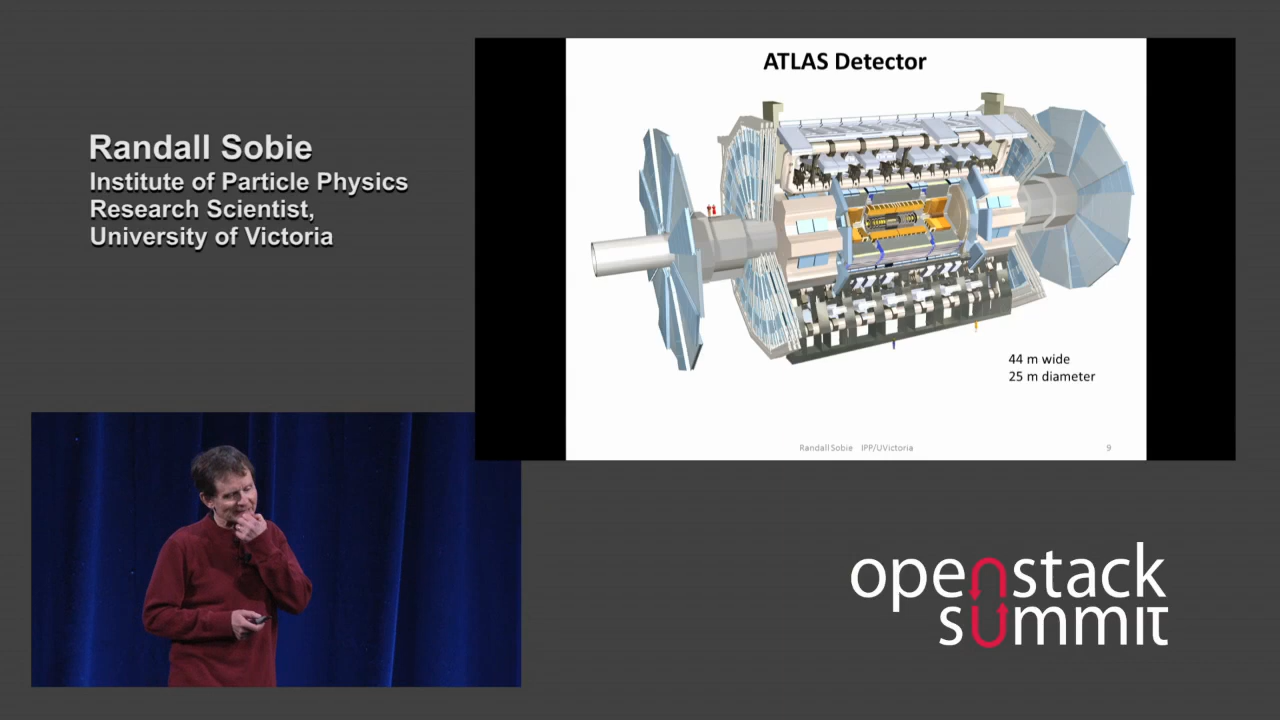 Randall Sobie
Institute of Particle Physics
Research Scientist,
University of Victoria
ATLAS Detector
44 m wide
25 m diameter
Randall Sobie IPP/UVictoria
9
openstack
summit